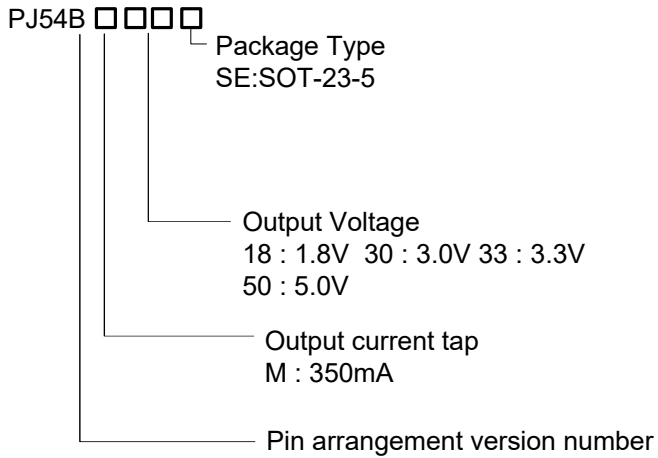 PJ54B □ □□ □
Package Type
SE:SOT-23-5
Output Voltage
18 : 1.8V 30 : 3.0V 33 : 3.3V
50 : 5.0V
Output current tap
M : 350mA
Pin arrangement version number